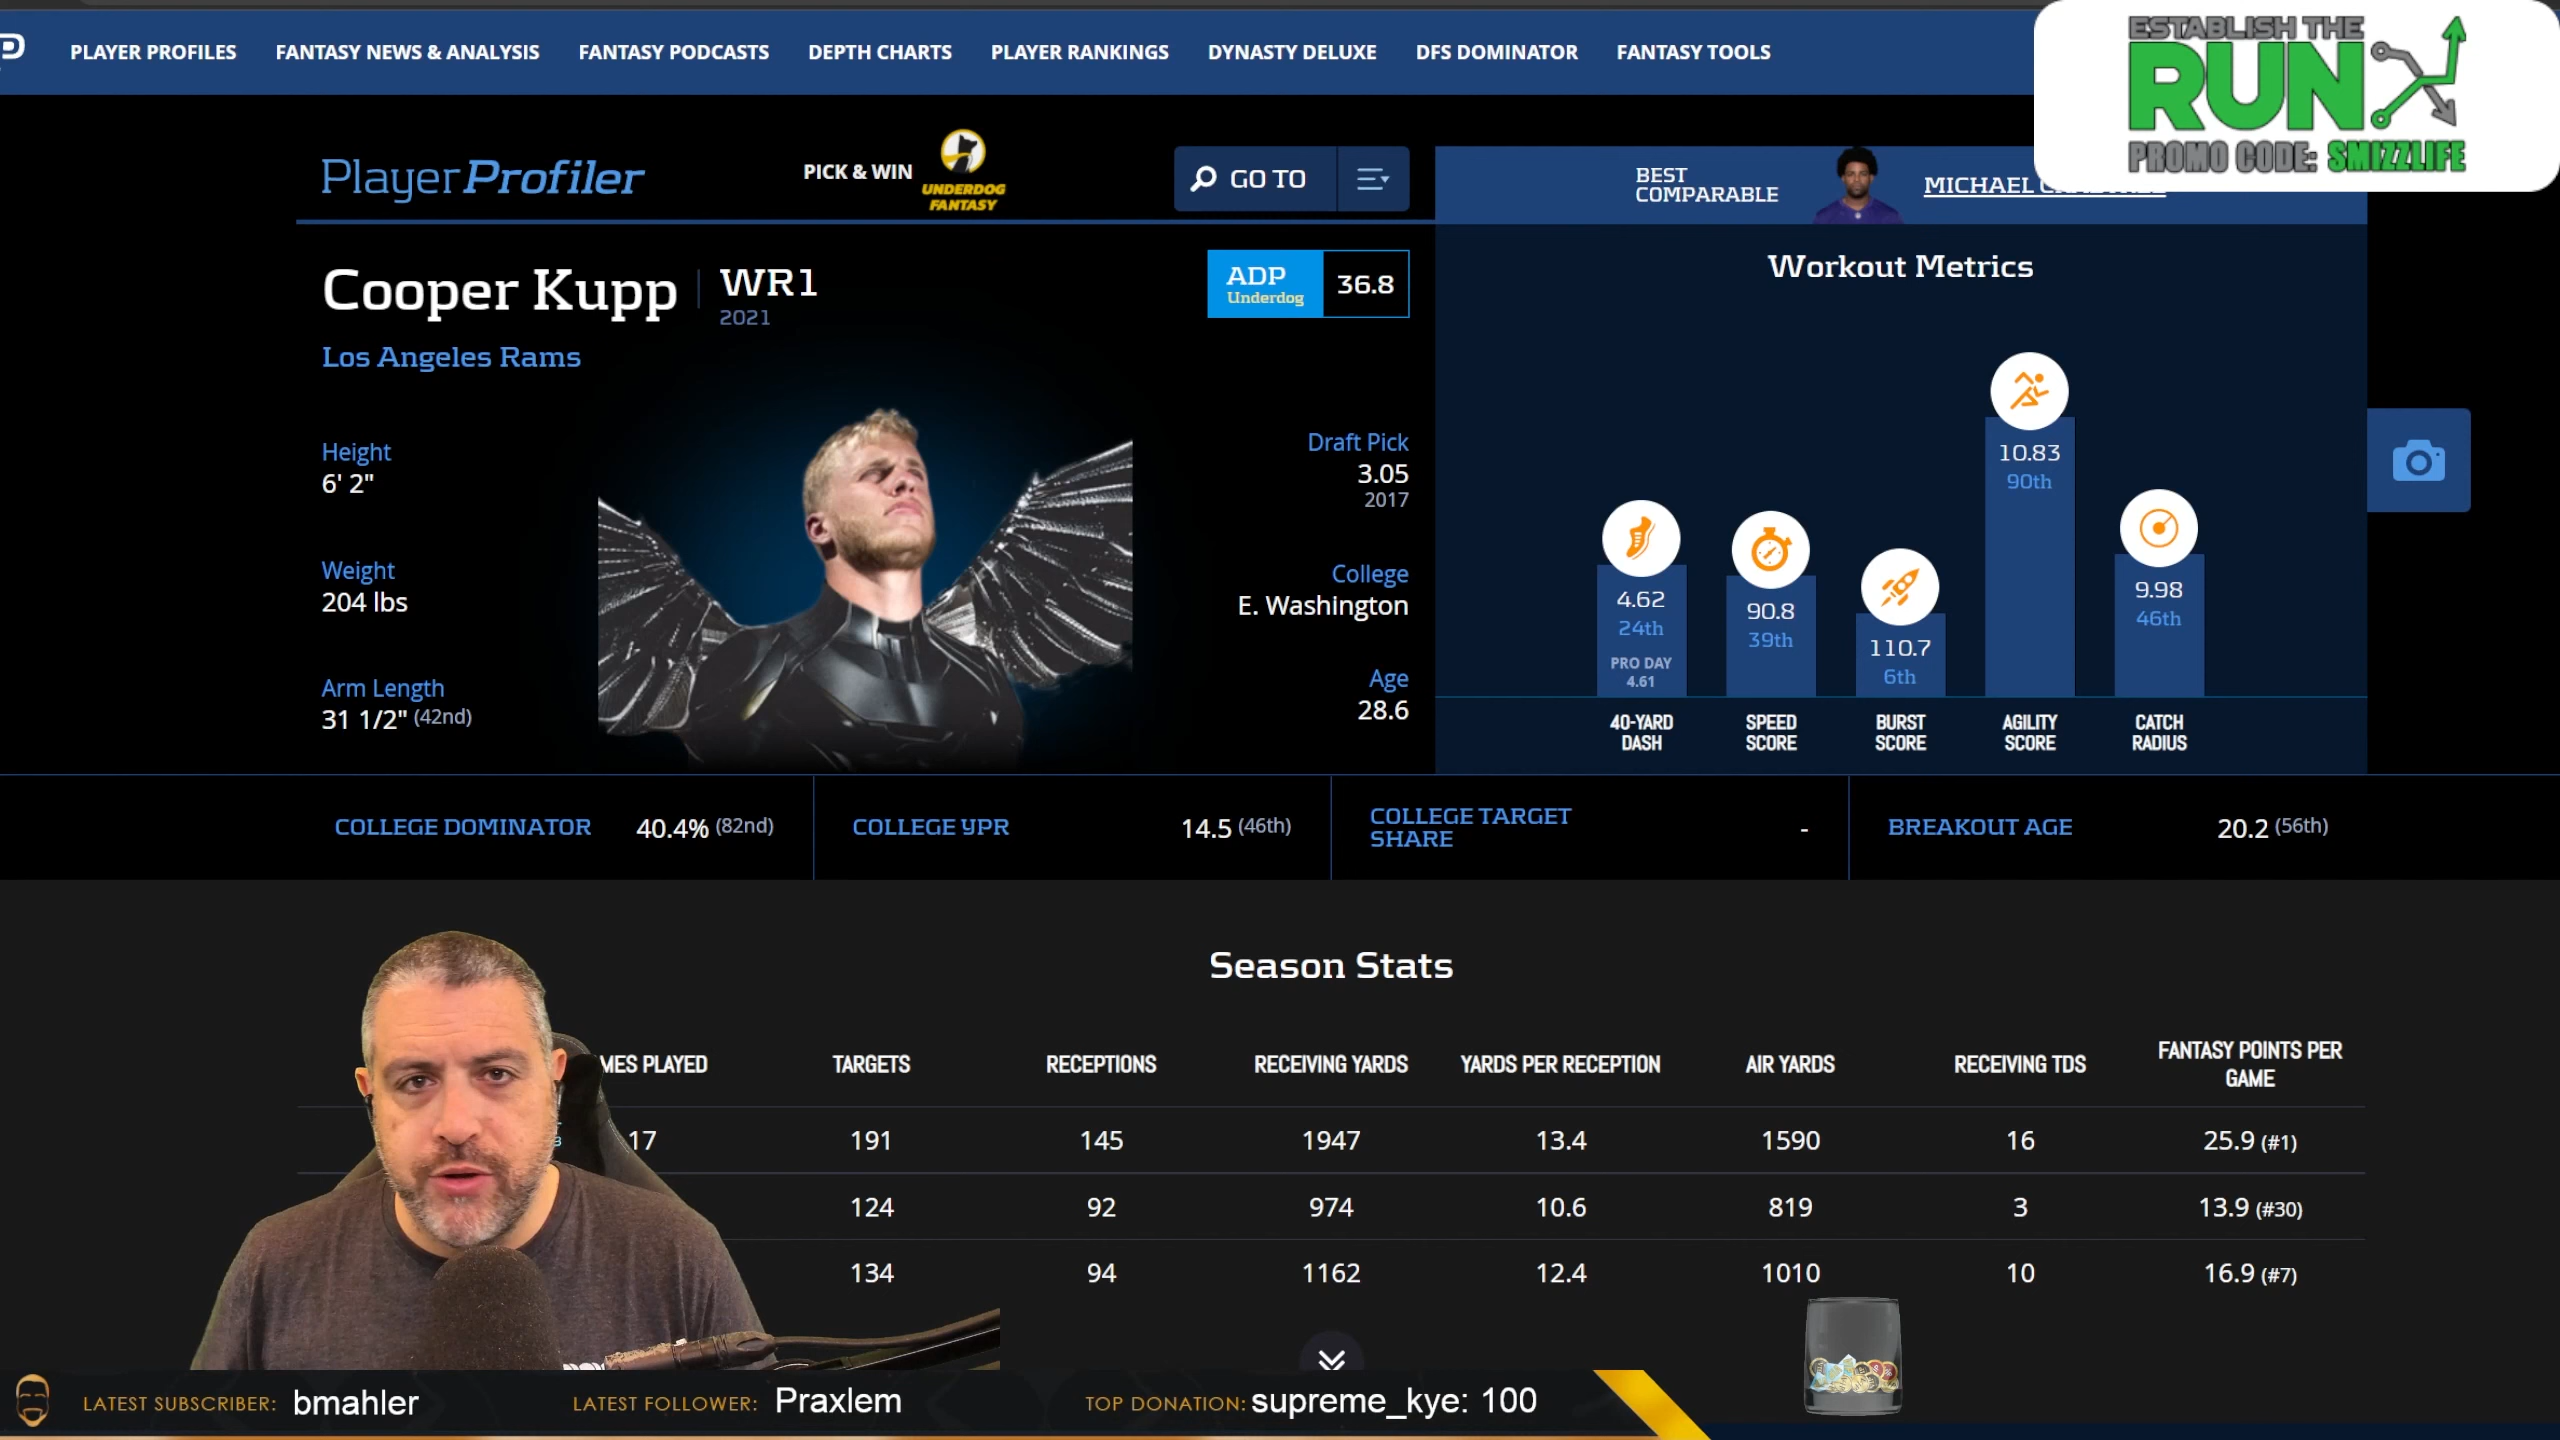 PLAYER PROFILES FANTASY NEWS & ANALYSIS FANTASY PODCASTS DEPTH CHARTS PLAYER RANKINGS DYNASTY DELUXE DFS DOMINATOR FANTASY TOOLS
ESTABLISH THE
RUN
PROMO CODE: SMIZZLIFE
PlayerProfiler
PICK & WIN
UNDERDOG
FANTASY
GO TO
BEST
COMPARABLE
MICHAEL
Cooper Kupp
WR1
2021
ADP
Underdog
36.8
Los Angeles Rams
Height
6' 2"
Weight
204 lbs
Arm Length
31 1/2" (42nd)
Draft Pick
3.05
2017
College
E. Washington
Age
28.6
Workout Metrics
4.62
24th
PRO DAY
4.61
90.8
39th
110.7
6th
10.83
90th
9.98
46th
40-YARD
DASH
SPEED
SCORE
BURST
SCORE
AGILITY
SCORE
CATCH
RADIUS
COLLEGE DOMINATOR 40.4% (82nd)
COLLEGE YPR 14.5 (46th)
COLLEGE TARGET
SHARE -
BREAKOUT AGE 20.2 (56th)
Season Stats
MES PLAYED TARGETS RECEPTIONS RECEIVING YARDS YARDS PER RECEPTION AIR YARDS RECEIVING TDS FANTASY POINTS PER
GAME
17 191 145 1947 13.4 1590 16 25.9 (#1)
124 92 974 10.6 819 3 13.9 (#30)
134 94 1162 12.4 1010 10 16.9 (#7)
LATEST SUBSCRIBER: bmahler LATEST FOLLOWER: Praxlem TOP DONATION: supreme_kye: 100